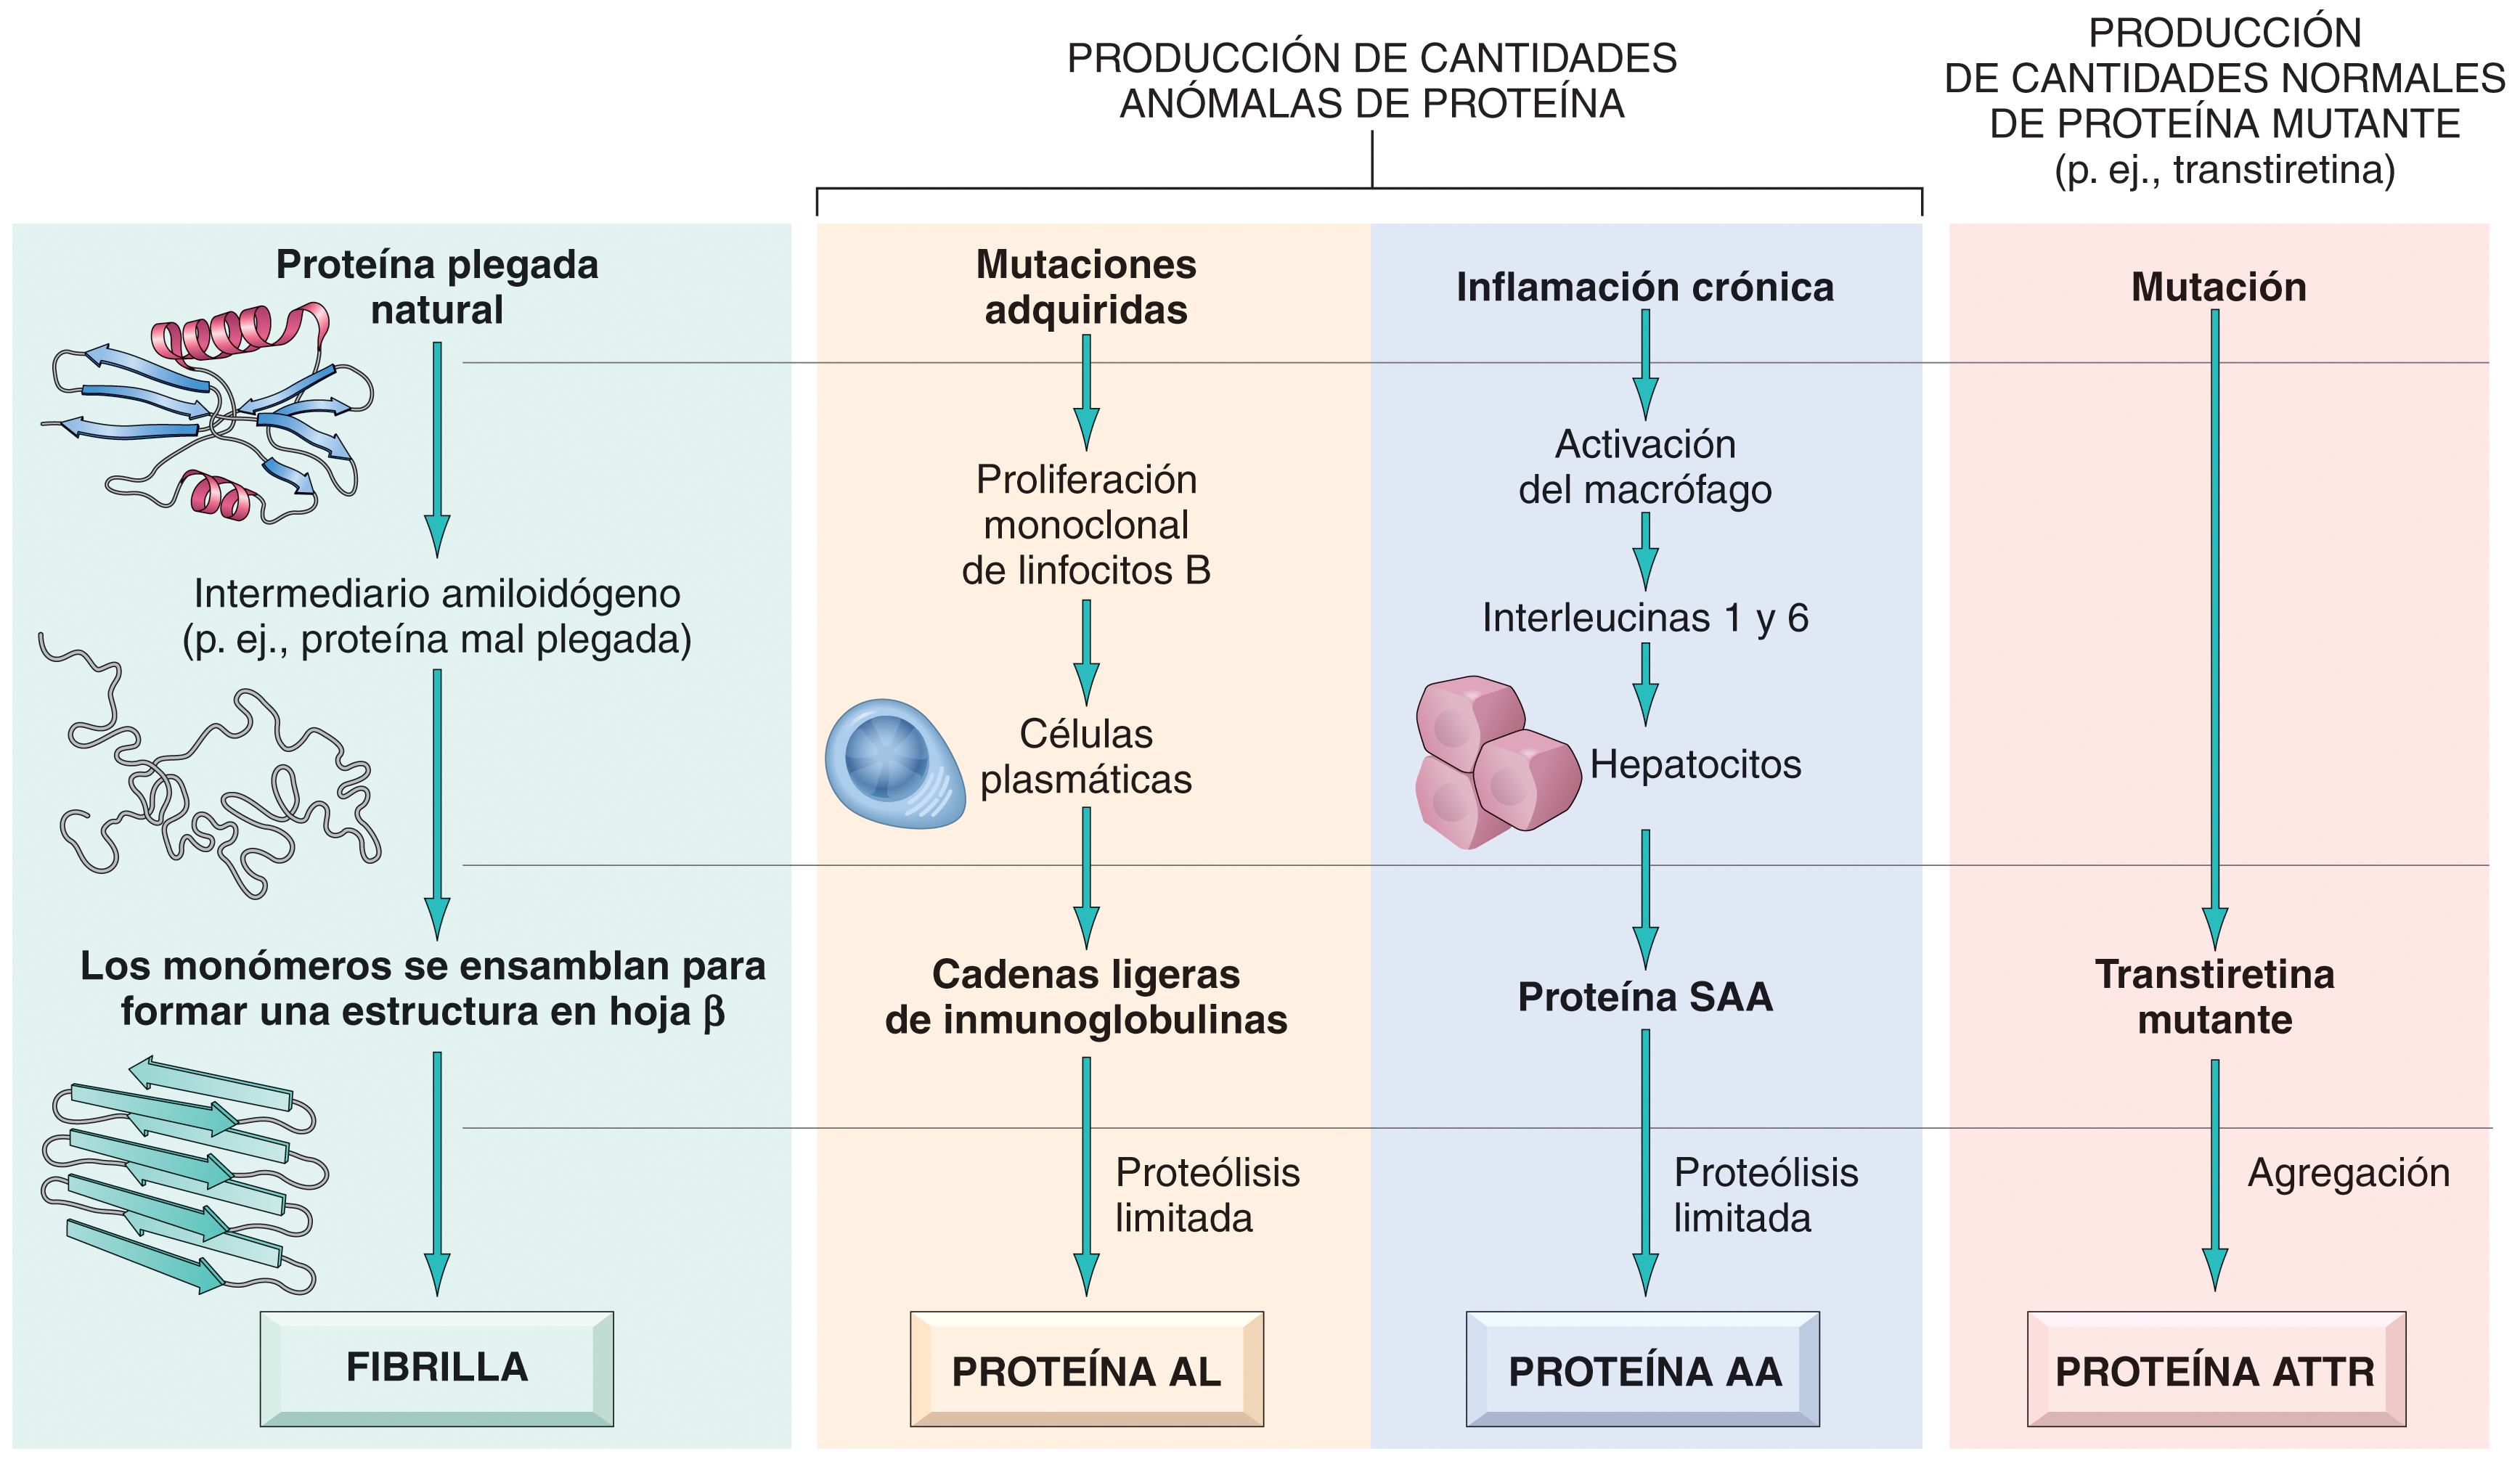 PRODUCCIÓN DE CANTIDADES
ANÓMALAS DE PROTEÍNA
PRODUCCIÓN
DE CANTIDADES NORMALES
DE PROTEÍNA MUTANTE
(p. ej., transtiretina)
Proteína plegada
natural
Intermediario amiloidógeno
(p. ej., proteína mal plegada)
Los monómeros se ensamblan para
formar una estructura en hoja β
FIBRILLA
Mutaciones
adquiridas
Proliferación
monoclonal
de linfocitos B
Células
plasmáticas
Cadenas ligeras
de inmunoglobulinas
Proteólisis
limitada
PROTEÍNA AL
Inflamación crónica
Activación
del macrófago
Interleucinas 1 y 6
Hepatocitos
Proteína SAA
Proteólisis
limitada
PROTEÍNA AA
Mutación
Transtiretina
mutante
Agregación
PROTEÍNA ATTR